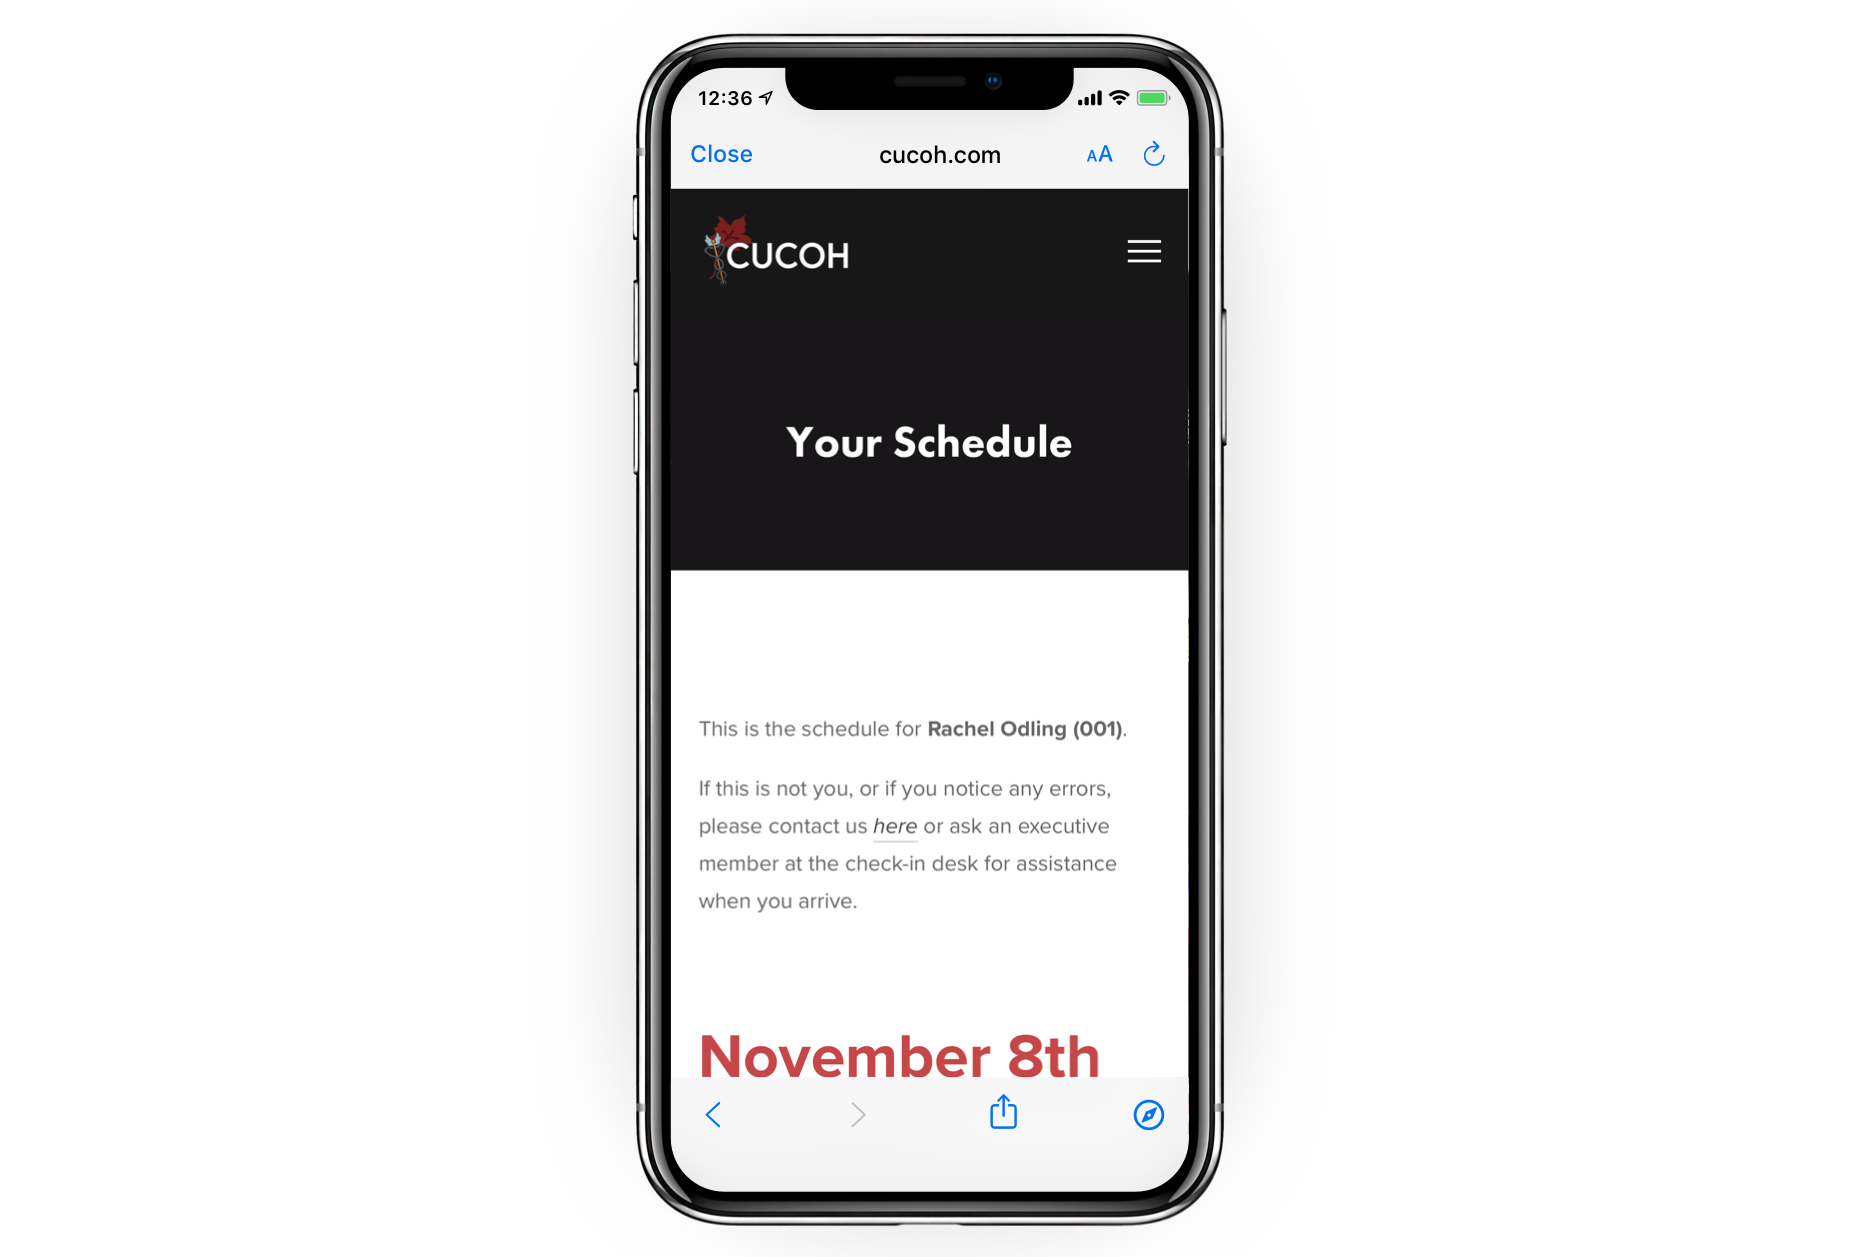 12:36
Close
cucoh.com
AA
CUCOH
Your Schedule
This is the schedule for Rachel Odling (001).
If this is not you, or if you notice any errors,
please contact us here or ask an executive
member at the check-in desk for assistance
when you arrive.
November 8th